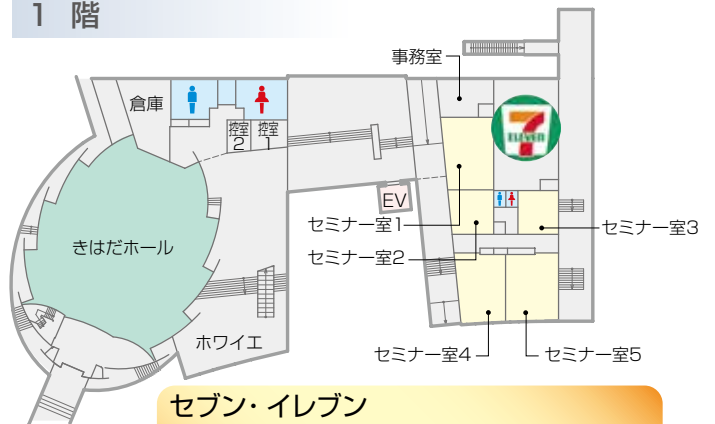 1 階
事務室
倉庫
控室2
控室1
7
ELEVEN
EV
セミナー室1
セミナー室3
きはだホール
セミナー室2
ホワイエ
セミナー室4
セミナー室5
セブン・イレブン